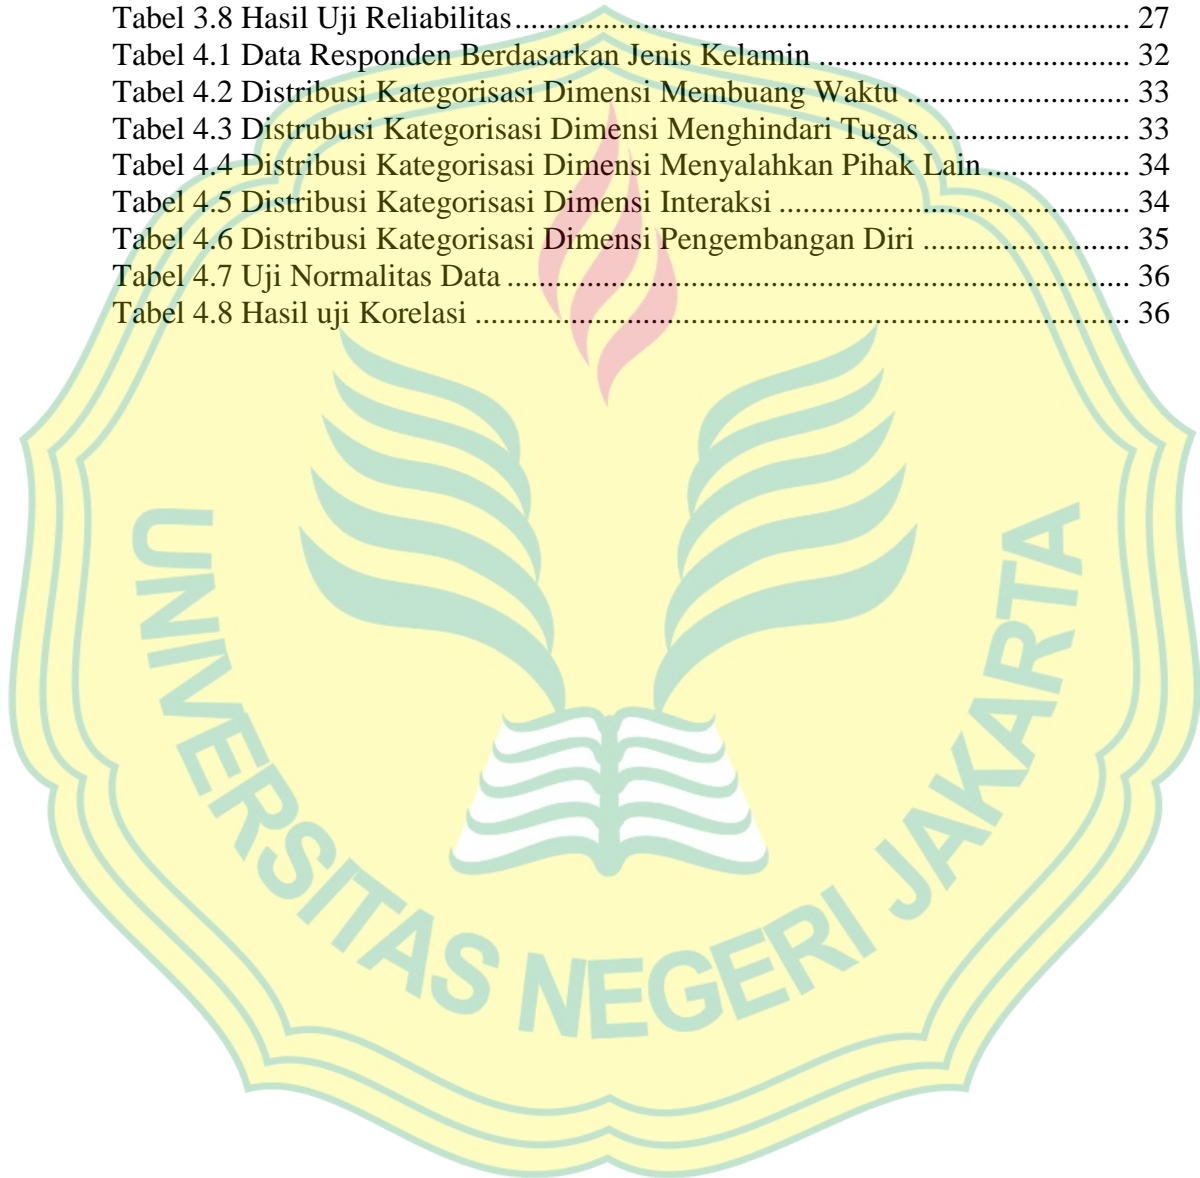 Tabel 3.8 Hasil Uji Reliabilitas............................................................................. 27
Tabel 4.1 Data Responden Berdasarkan Jenis Kelamin ....................................... 32
Tabel 4.2 Distribusi Kategorisasi Dimensi Membuang Waktu ............................ 33
Tabel 4.3 Distrubusi Kategorisasi Dimensi Menghindari Tugas.......................... 33
Tabel 4.4 Distribusi Kategorisasi Dimensi Menyalahkan Pihak Lain .................. 34
Tabel 4.5 Distribusi Kategorisasi Dimensi Interaksi ............................................ 34
Tabel 4.6 Distribusi Kategorisasi Dimensi Pengembangan Diri .......................... 35
Tabel 4.7 Uji Normalitas Data .............................................................................. 36
Tabel 4.8 Hasil uji Korelasi .................................................................................. 36
UNIVERSITAS NEGERI JAKARTA